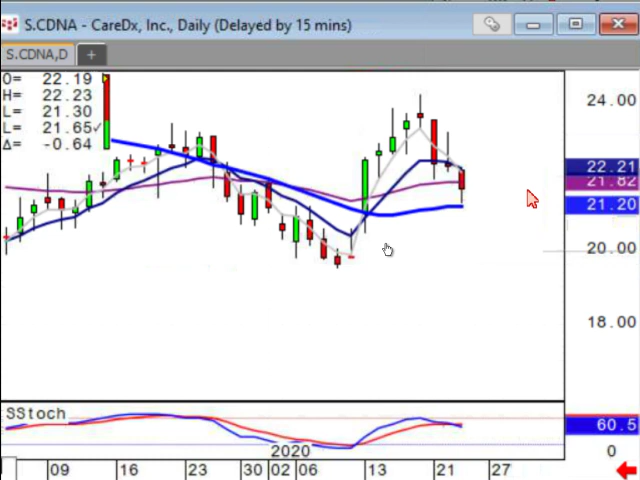 S.CDNA - CareDx, Inc., Daily (Delayed by 15 mins)
S.CDNA,D +
O= 22.19
H= 22.23
L= 21.30
L= 21.65✓
Δ= -0.64
24.00
22.21
21.82
21.20
20.00
18.00
SStoch
60.5
0
2020
09 16 23 30 02 06 13 21 27